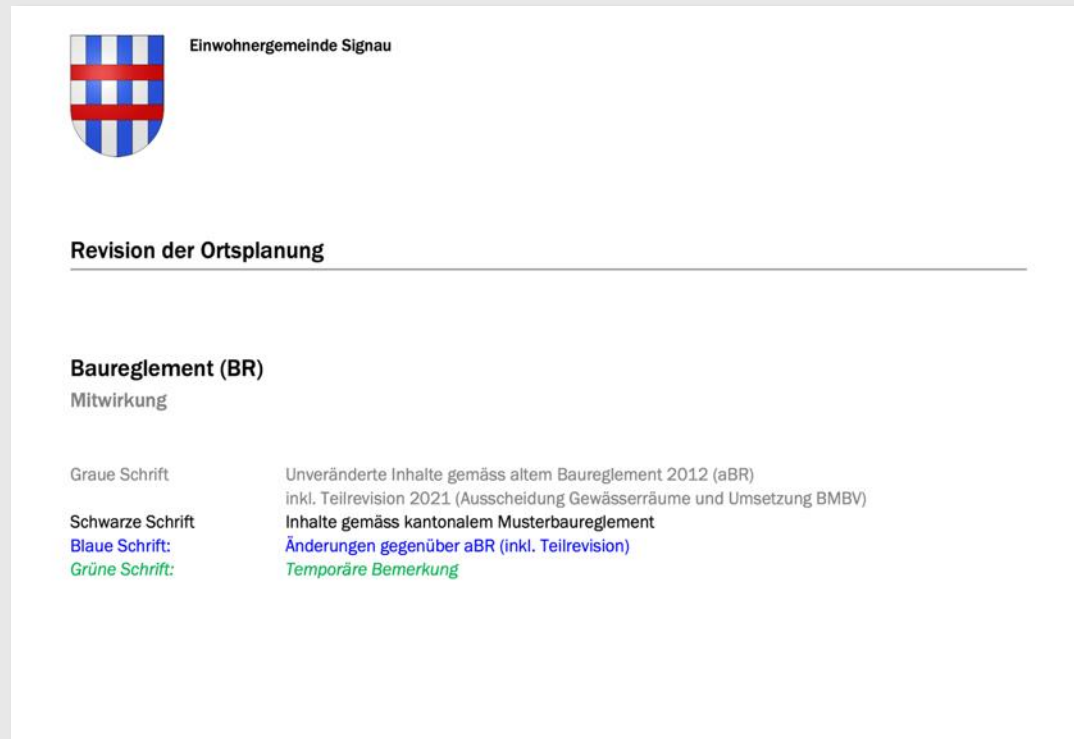 Einwohnergemeinde Signau
Revision der Ortsplanung
Baureglement (BR)
Mitwirkung
Graue Schrift Unveränderte Inhalte gemäss altem Baureglement 2012 (aBR)
inkl. Teilrevision 2021 (Ausscheidung Gewässerräume und Umsetzung BMBV)
Schwarze Schrift Inhalte gemäss kantonalem Musterbaureglement
Blaue Schrift: Änderungen gegenüber aBR (inkl. Teilrevision)
Grüne Schrift: Temporäre Bemerkung